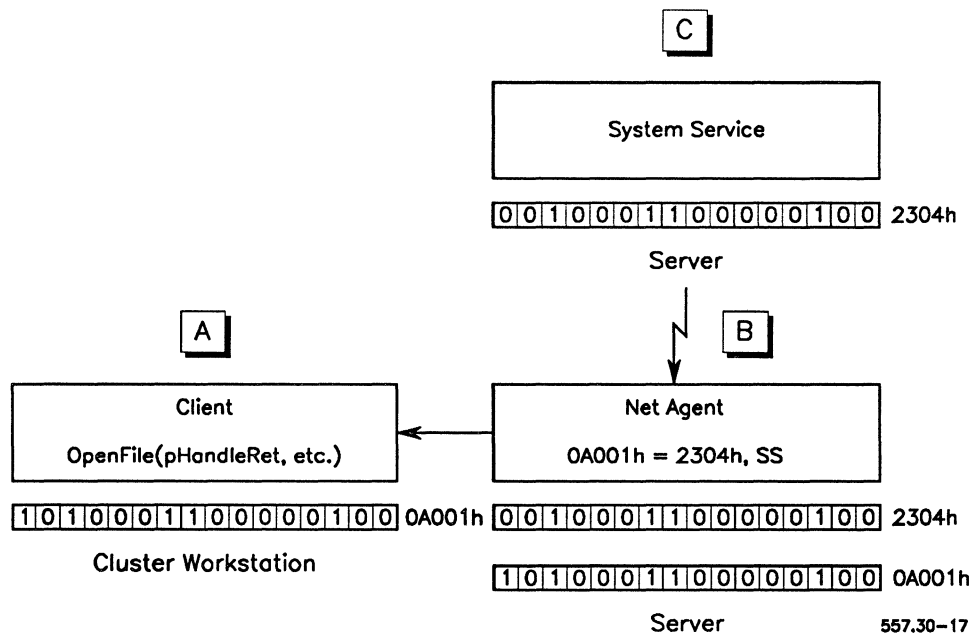 C
System Service
0010001100000100 2304h
Server
A
B
Client
OpenFile(pHandleRet, etc.)
Net Agent
0A001h = 2304h, SS
1010001100000100 0A001h
0010001100000100 2304h
Cluster Workstation
1010001100000100 0A001h
Server
557.30-17